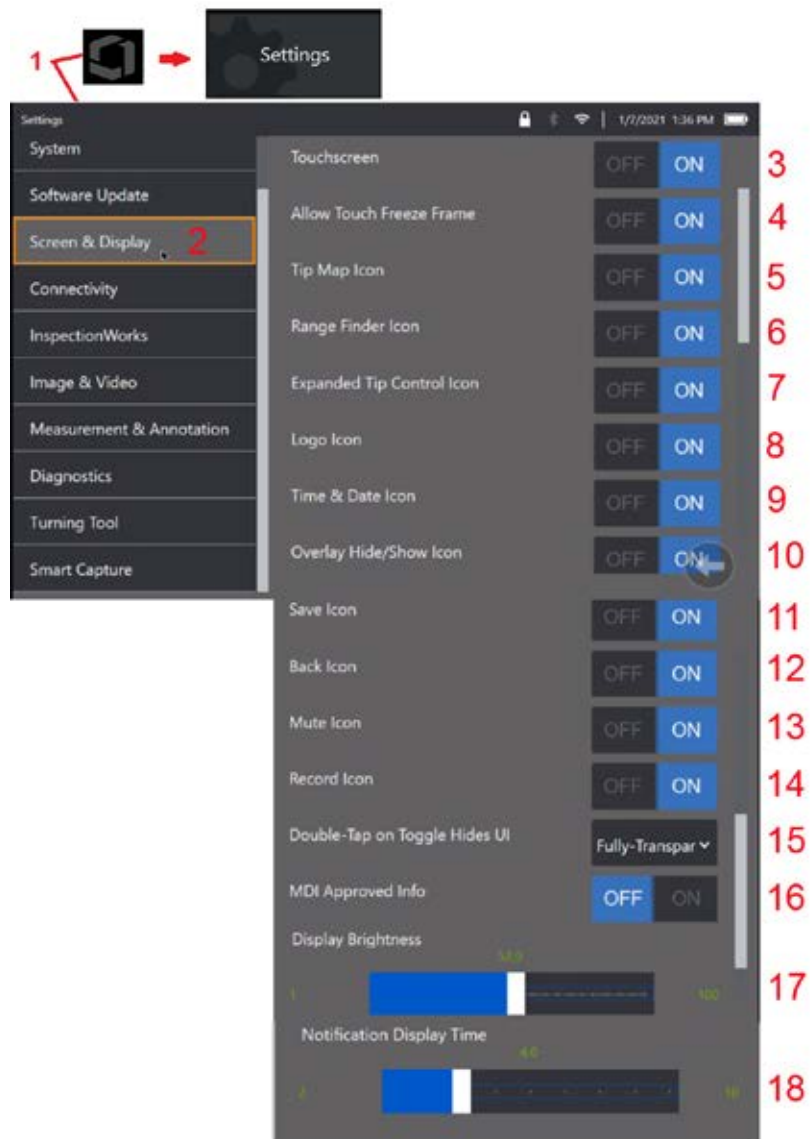 1
Settings
Settings
1/7/2021 1:36 PM
System
Software Update
Screen & Display 2
Connectivity
InspectionWorks
Image & Video
Measurement & Annotation
Diagnostics
Turning Tool
Smart Capture
Touchscreen OFF ON 3
Allow Touch Freeze Frame OFF ON 4
Tip Map Icon OFF ON 5
Range Finder Icon OFF ON 6
Expanded Tip Control Icon OFF ON 7
Logo Icon OFF ON 8
Time & Date Icon OFF ON 9
Overlay Hide/Show Icon OFF ON 10
Save Icon OFF ON 11
Back Icon OFF ON 12
Mute Icon OFF ON 13
Record Icon OFF ON 14
Double-Tap on Toggle Hides UI Fully-Transpar 15
MDI Approved Info OFF ON 16
Display Brightness
1 100 17
Notification Display Time
4.0
2 18